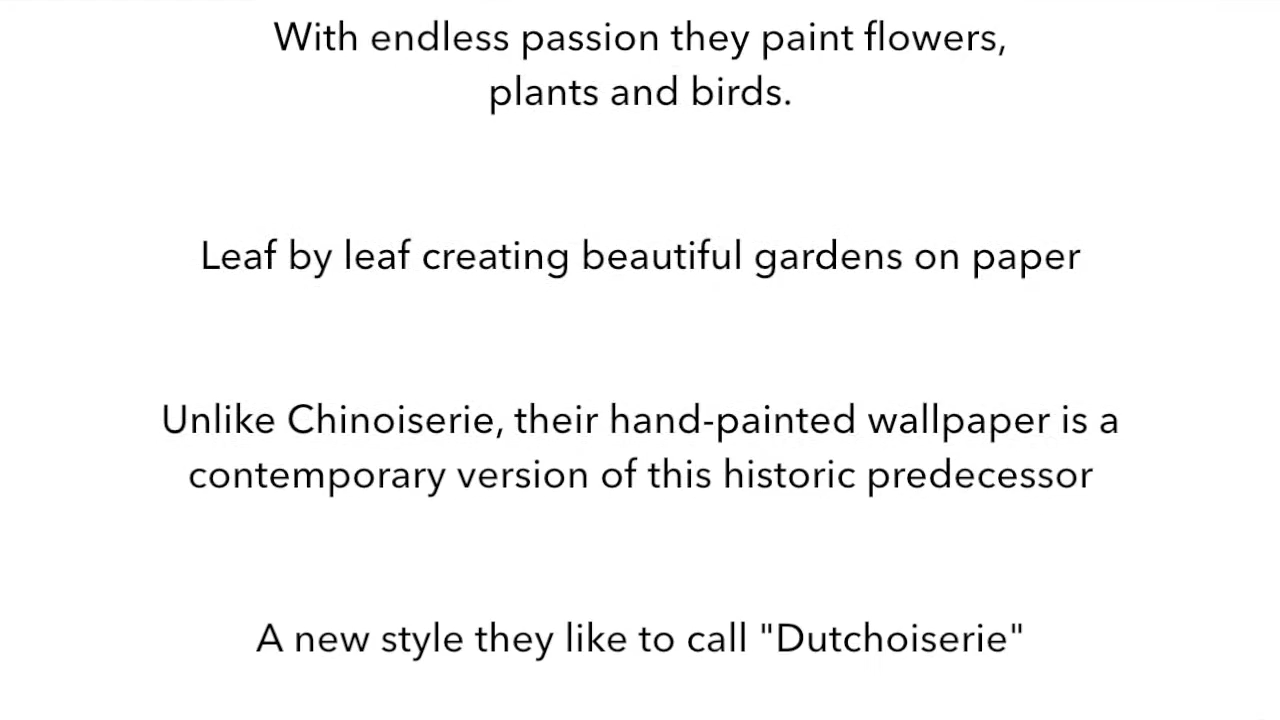 With endless passion they paint flowers,
plants and birds.
Leaf by leaf creating beautiful gardens on paper
Unlike Chinoiserie, their hand-painted wallpaper is a
contemporary version of this historic predecessor
A new style they like to call "Dutchoiserie"